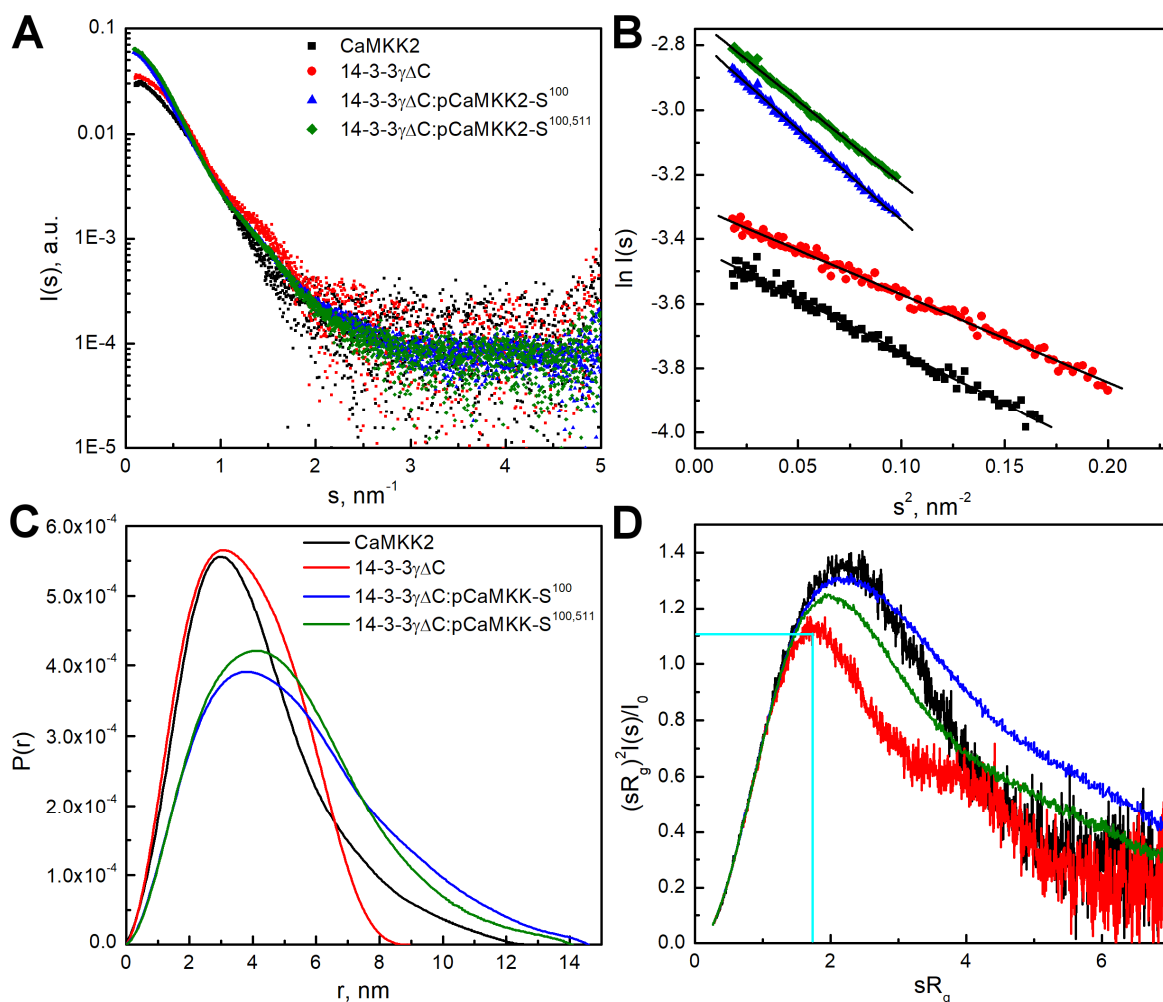 A
0.1
0.01
1E-3
1E-4
1E-5
I(s), a.u.
CaMKK2
14-3-3γΔC
14-3-3γΔC:pCaMKK2-S¹⁰⁰
14-3-3γΔC:pCaMKK2-S¹⁰⁰,⁵¹¹
0 1 2 3 4 5
s, nm⁻¹
B
-2.8
-3.0
-3.2
-3.4
-3.6
-3.8
-4.0
ln I(s)
0.00 0.05 0.10 0.15 0.20
s², nm⁻²
C
6.0x10⁻⁴
5.0x10⁻⁴
4.0x10⁻⁴
3.0x10⁻⁴
2.0x10⁻⁴
1.0x10⁻⁴
0.0
P(r)
CaMKK2
14-3-3γΔC
14-3-3γΔC:pCaMKK-S¹⁰⁰
14-3-3γΔC:pCaMKK-S¹⁰⁰,⁵¹¹
0 2 4 6 8 10 12 14
r, nm
D
1.4
1.2
1.0
0.8
0.6
0.4
0.2
0.0
(sRg)²I(s)/I₀
0 2 4 6
sRg